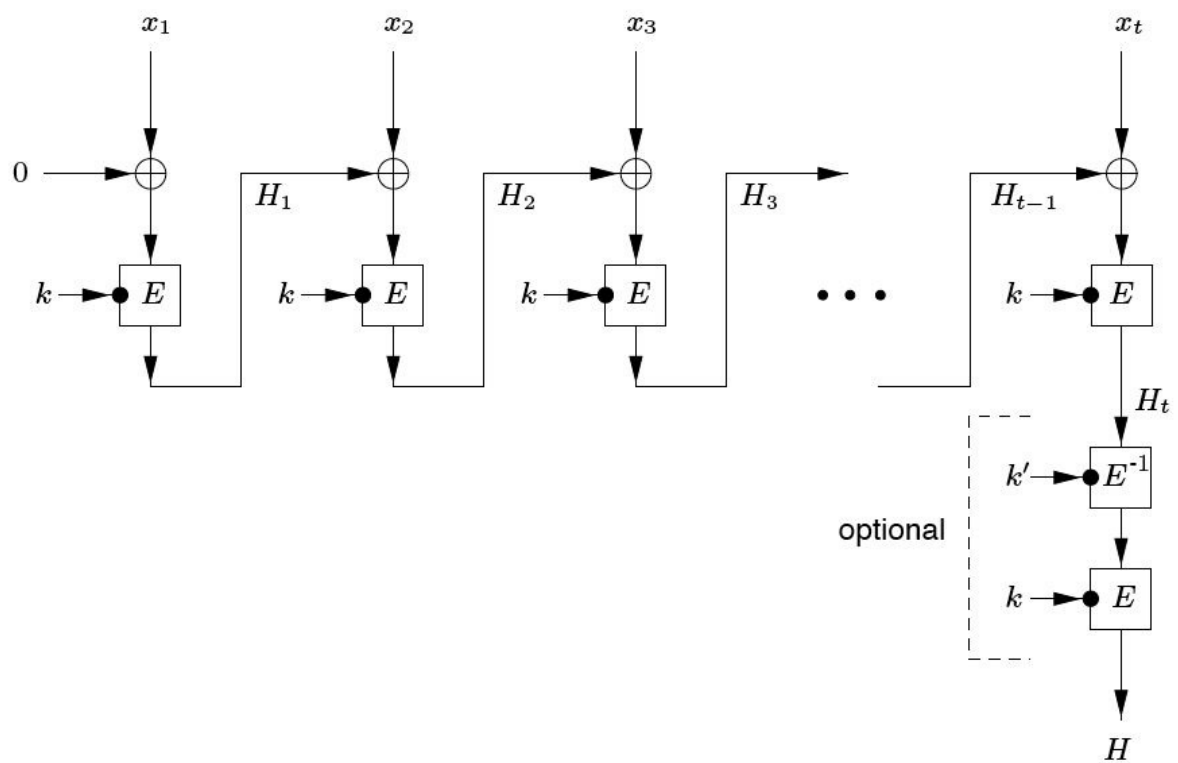 x₁ x₂ x₃ xₜ
0 H₁ H₂ H₃ Hₜ₋₁
k E k E k E • • • k E
Hₜ
k′ E⁻¹
optional
k E
H